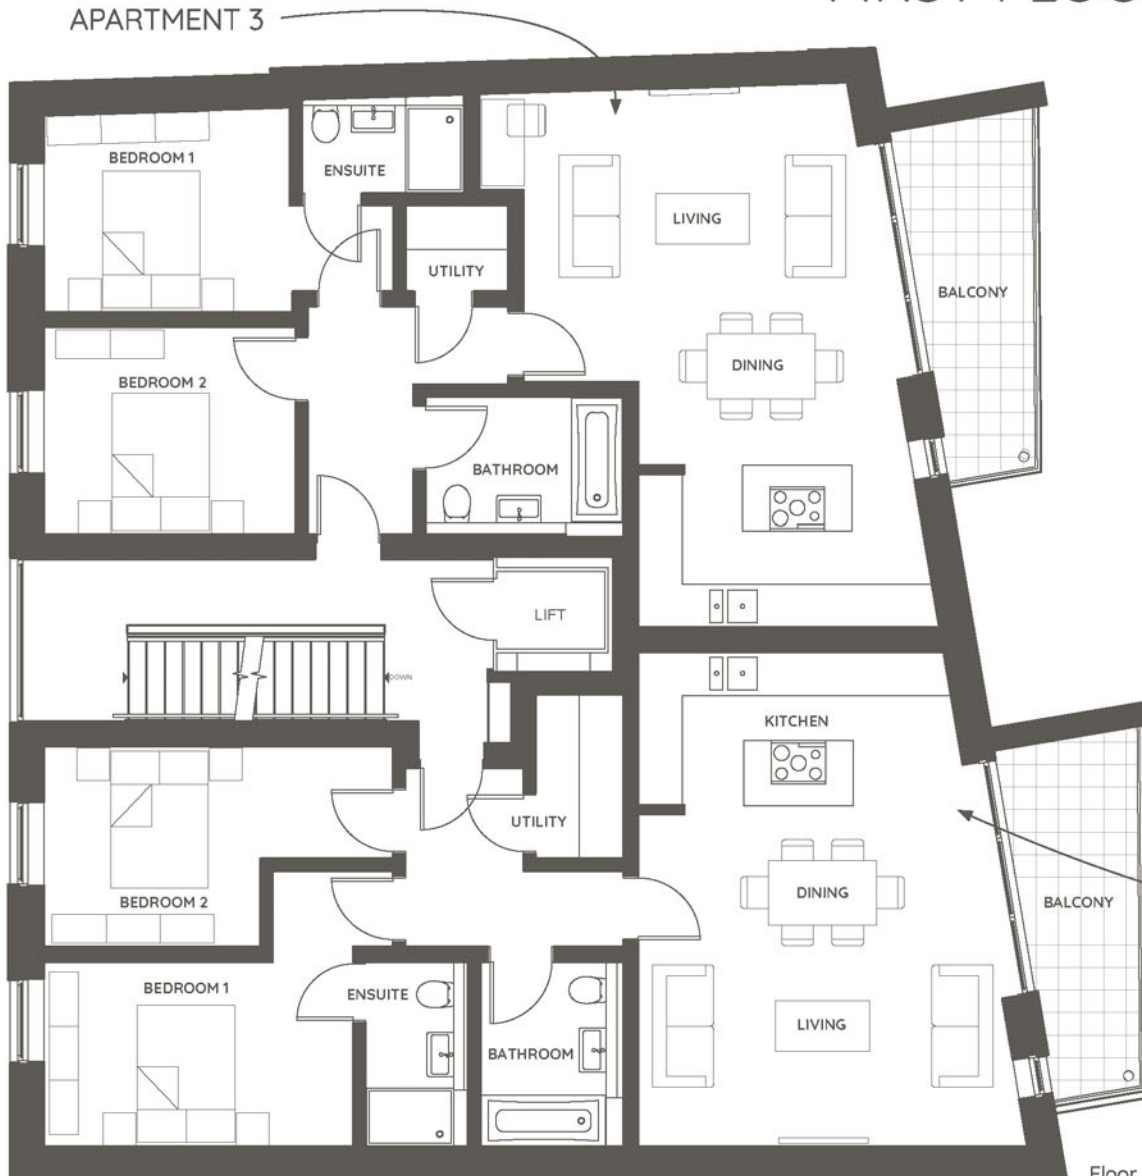 APARTMENT 3
BEDROOM 1
ENSUITE
LIVING
UTILITY
BALCONY
DINING
BEDROOM 2
BATHROOM
LIFT
DOWN
KITCHEN
UTILITY
DINING
BEDROOM 2
BALCONY
BEDROOM 1
ENSUITE
LIVING
BATHROOM
Floor